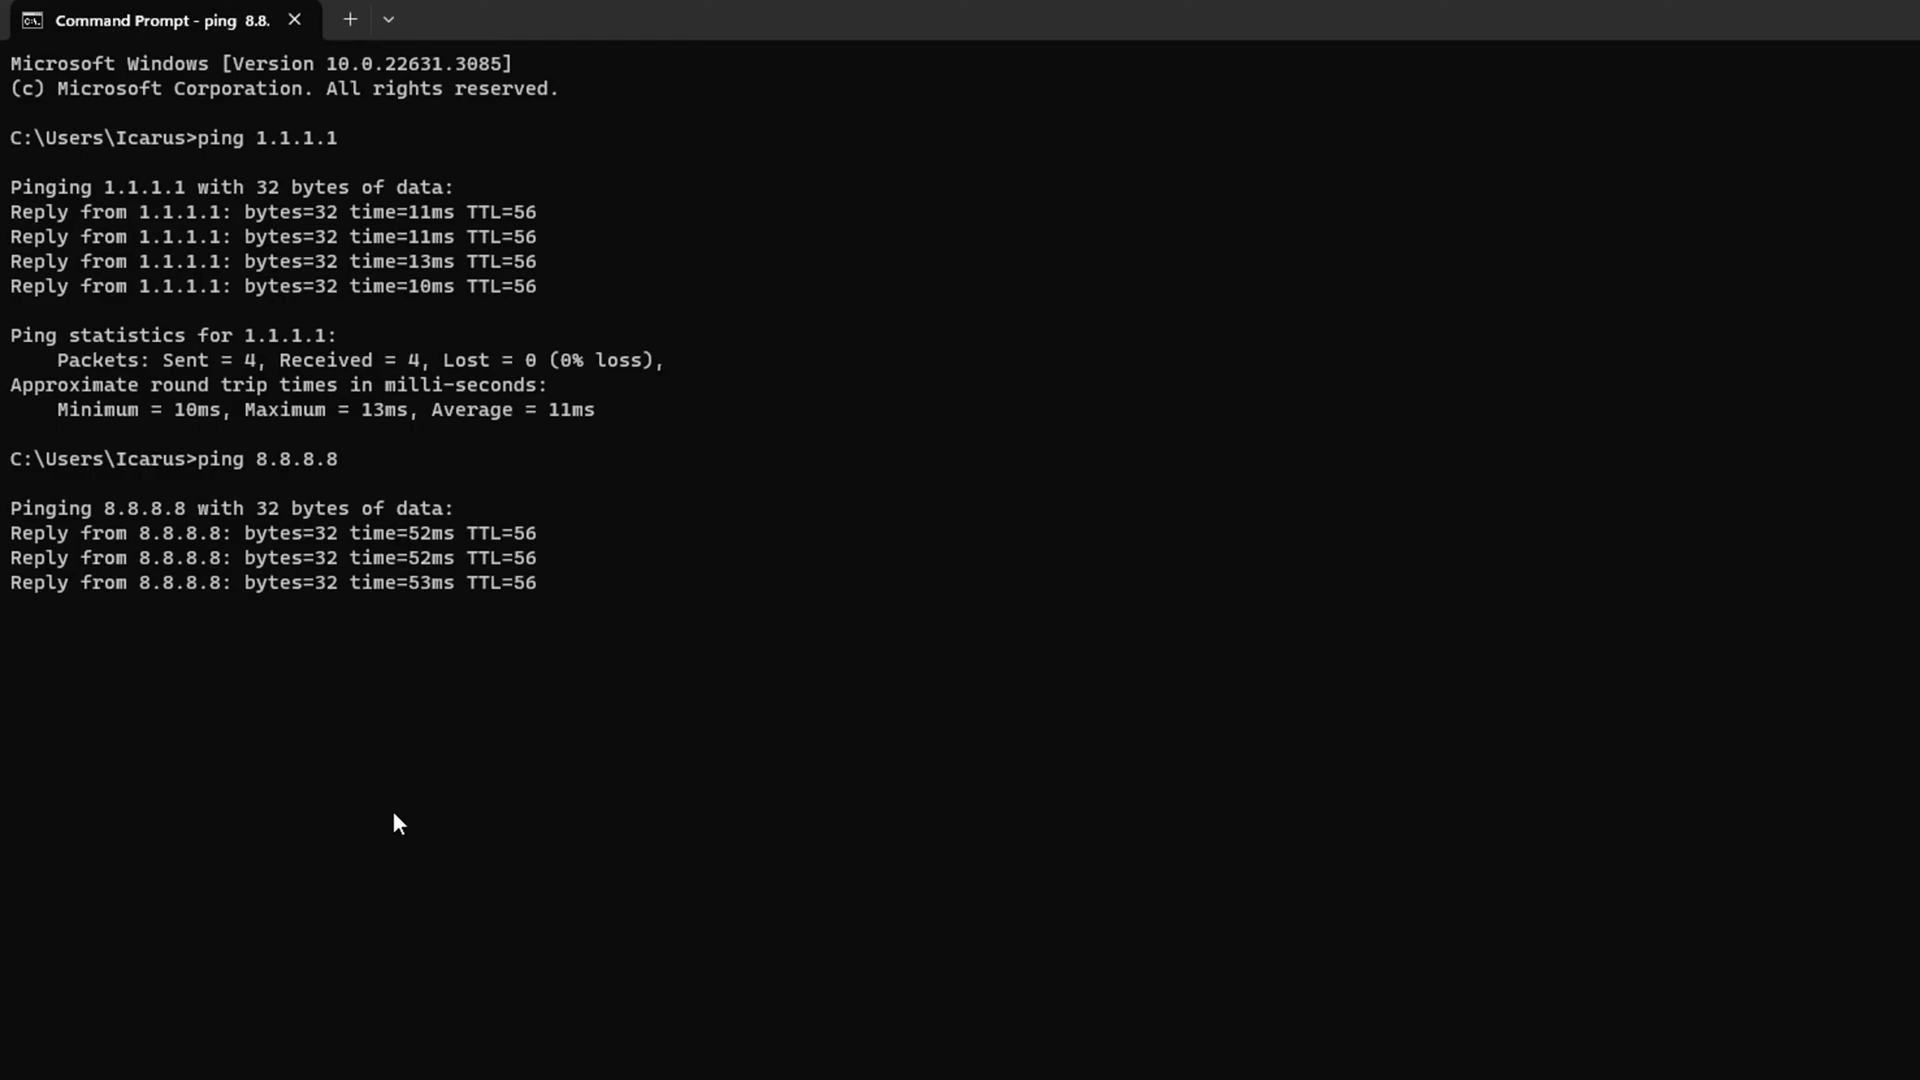 Command Prompt - ping  8.8.
Microsoft Windows [Version 10.0.22631.3085]
(c) Microsoft Corporation. All rights reserved.
C:\Users\Icarus>ping 1.1.1.1
Pinging 1.1.1.1 with 32 bytes of data:
Reply from 1.1.1.1: bytes=32 time=11ms TTL=56
Reply from 1.1.1.1: bytes=32 time=11ms TTL=56
Reply from 1.1.1.1: bytes=32 time=13ms TTL=56
Reply from 1.1.1.1: bytes=32 time=10ms TTL=56
Ping statistics for 1.1.1.1:
    Packets: Sent = 4, Received = 4, Lost = 0 (0% loss),
Approximate round trip times in milli-seconds:
    Minimum = 10ms, Maximum = 13ms, Average = 11ms
C:\Users\Icarus>ping 8.8.8.8
Pinging 8.8.8.8 with 32 bytes of data:
Reply from 8.8.8.8: bytes=32 time=52ms TTL=56
Reply from 8.8.8.8: bytes=32 time=52ms TTL=56
Reply from 8.8.8.8: bytes=32 time=53ms TTL=56